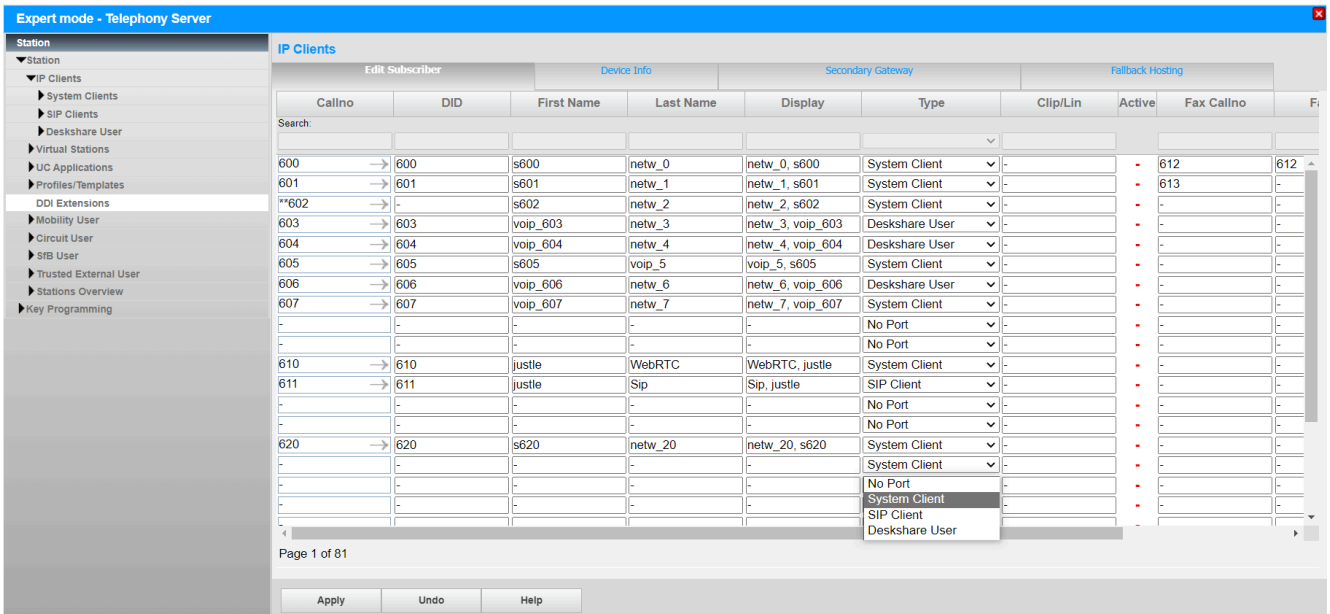 Expert mode - Telephony Server
Station
Station
IP Clients
System Clients
SIP Clients
Deskshare User
Virtual Stations
UC Applications
Profiles/Templates
DDI Extensions
Mobility User
Circuit User
SfB User
Trusted External User
Stations Overview
Key Programming
IP Clients
Edit Subscriber Device Info Secondary Gateway Fallback Hosting
Callno DID First Name Last Name Display Type Clip/Lin Active Fax Callno
Search:
600 600 s600 netw_0 netw_0, s600 System Client - - 612 612
601 601 s601 netw_1 netw_1, s601 System Client - - 613 -
**602 - s602 netw_2 netw_2, s602 System Client - - - -
603 603 voip_603 netw_3 netw_3, voip_603 Deskshare User - - - -
604 604 voip_604 netw_4 netw_4, voip_604 Deskshare User - - - -
605 605 s605 voip_5 voip_5, s605 System Client - - - -
606 606 voip_606 netw_6 netw_6, voip_606 Deskshare User - - - -
607 607 voip_607 netw_7 netw_7, voip_607 System Client - - - -
- - - - - No Port - - - -
- - - - - No Port - - - -
610 610 justle WebRTC WebRTC, justle System Client - - - -
611 611 justle Sip Sip, justle SIP Client - - - -
- - - - - No Port - - - -
- - - - - No Port - - - -
620 620 s620 netw_20 netw_20, s620 System Client - - - -
- - - - - System Client - - - -
- - - - - No Port - - - -
System Client
- - - - - SIP Client - - - -
Deskshare User
Page 1 of 81
Apply Undo Help